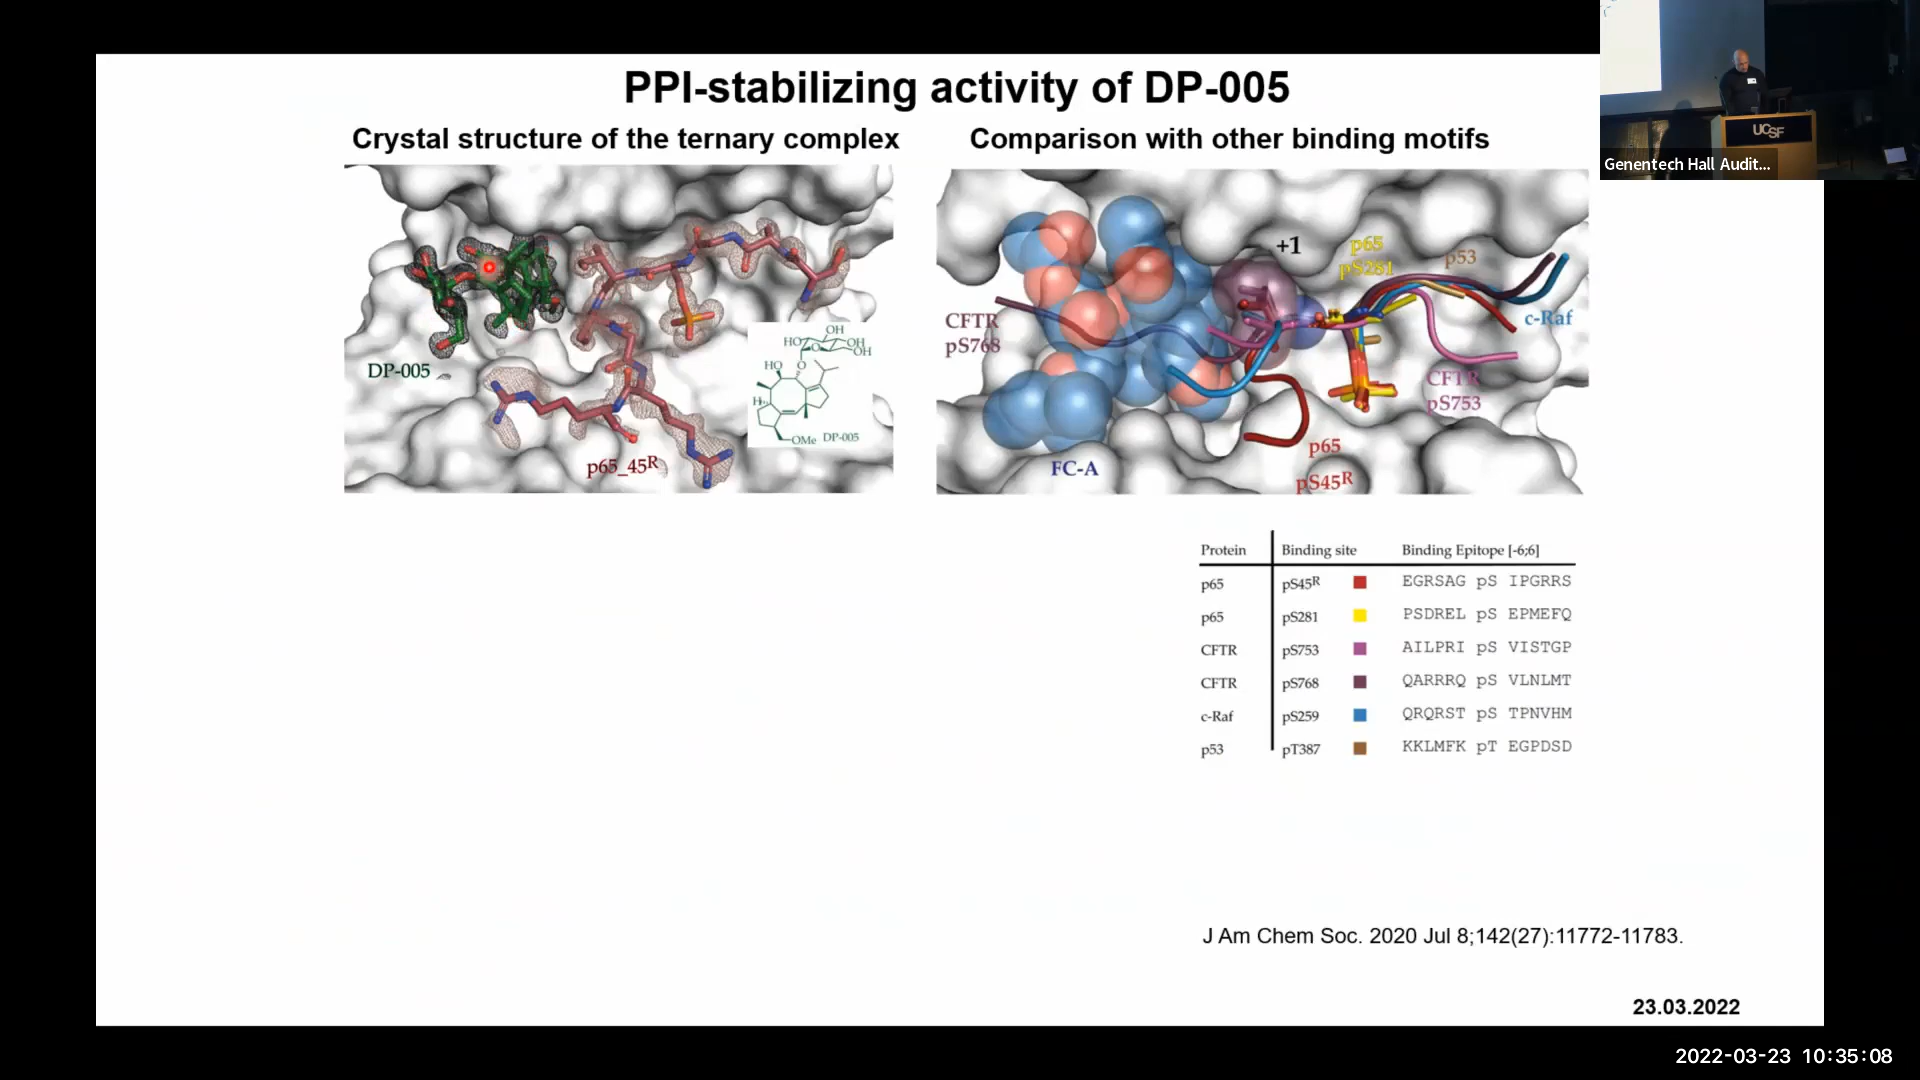 PPI-stabilizing activity of DP-005
Crystal structure of the ternary complex
Comparison with other binding motifs
DP-005
p65_45R
OH
HO
O
OH
OH
HO
O
H
OMe DP-005
+1
p65
pS281
p53
c-Raf
CFTR
pS768
CFTR
pS753
p65
pS45R
FC-A
Protein Binding site Binding Epitope [-6;6]
p65 pS45R EGRSAG pS IPGRRS
p65 pS281 PSDREL pS EPMEFQ
CFTR pS753 AILPRI pS VISTGP
CFTR pS768 QARRRQ pS VLNLMT
c-Raf pS259 QRQRST pS TPNVHM
p53 pT387 KKLMFK pT EGPDSD
J Am Chem Soc. 2020 Jul 8;142(27):11772-11783.
23.03.2022
UCSF
Genentech Hall Audit...
2022-03-23 10:35:08